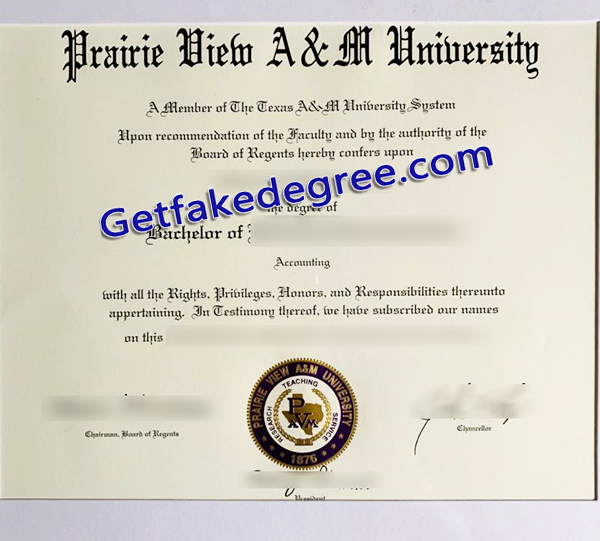 Prairie View A&M University
A Member of The Texas A&M University System
Upon recommendation of the Faculty and by the authority of the
Board of Regents hereby confers upon
Getfakedegree.com
the degree of
Bachelor of
Accounting
with all the Rights, Privileges, Honors, and Responsibilities thereunto
appertaining. In Testimony thereof, we have subscribed our names
on this
PRAIRIE VIEW A&M UNIVERSITY
TEACHING
RESEARCH
SERVICE
PVAM
1876
Chairman, Board of Regents
Chancellor
President